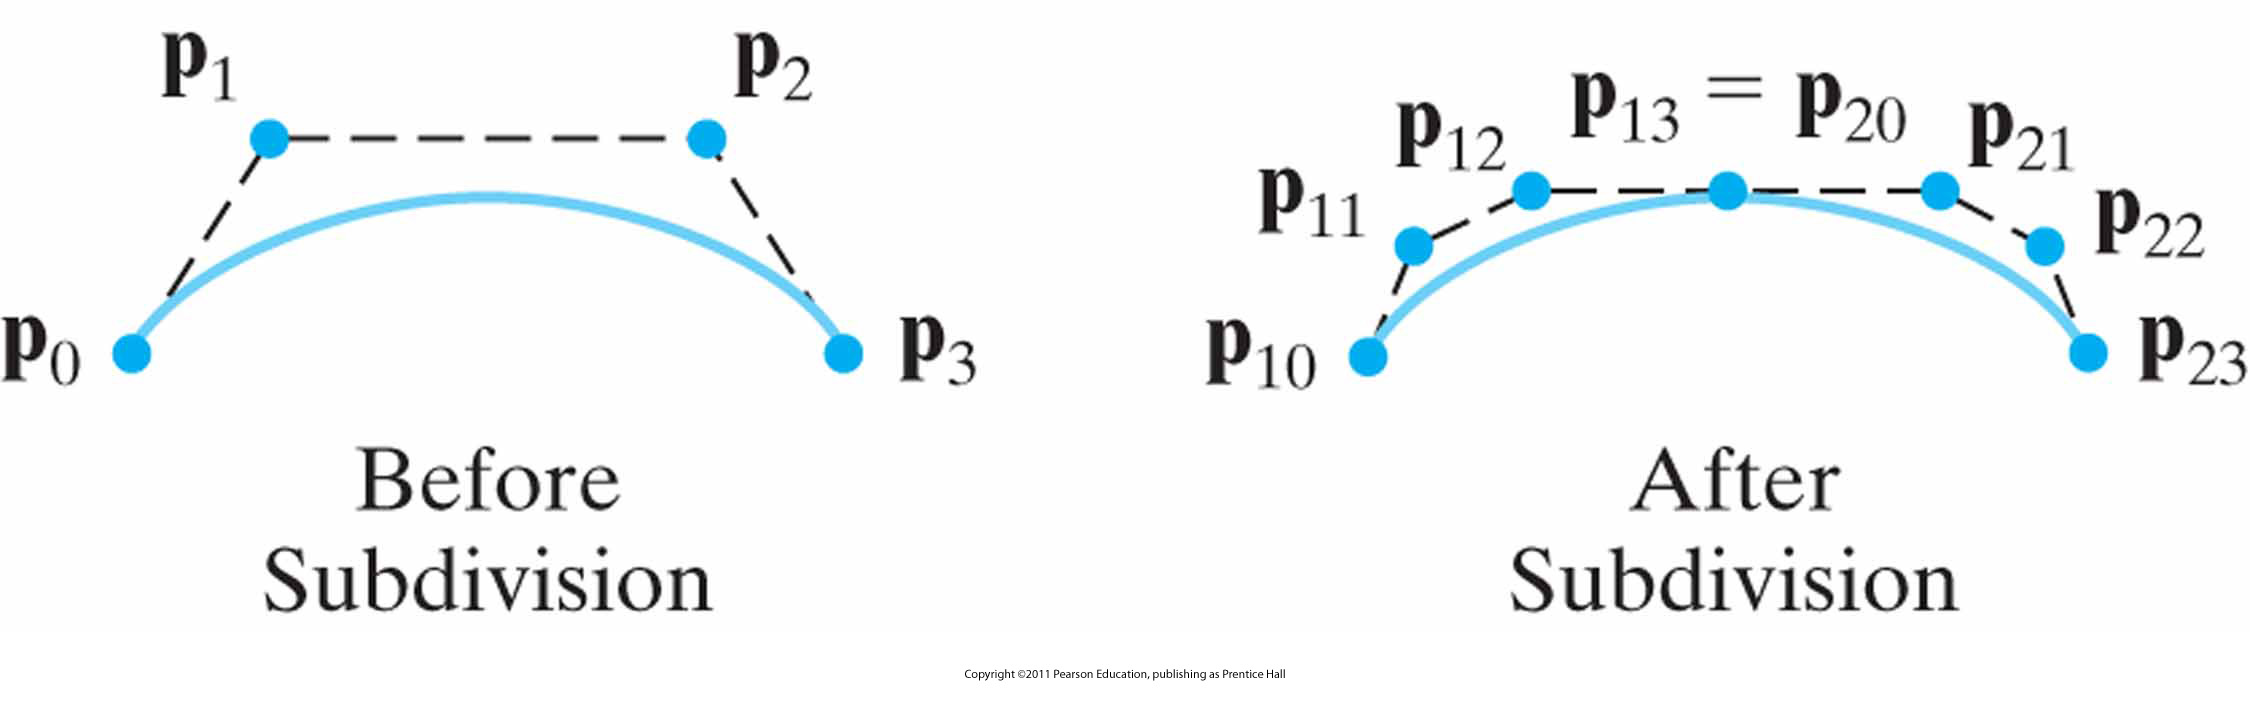 p1
p2
p0
p3
Before
Subdivision
p13 = p20
p12
p21
p11
p22
p10
p23
After
Subdivision
Copyright ©2011 Pearson Education, publishing as Prentice Hall